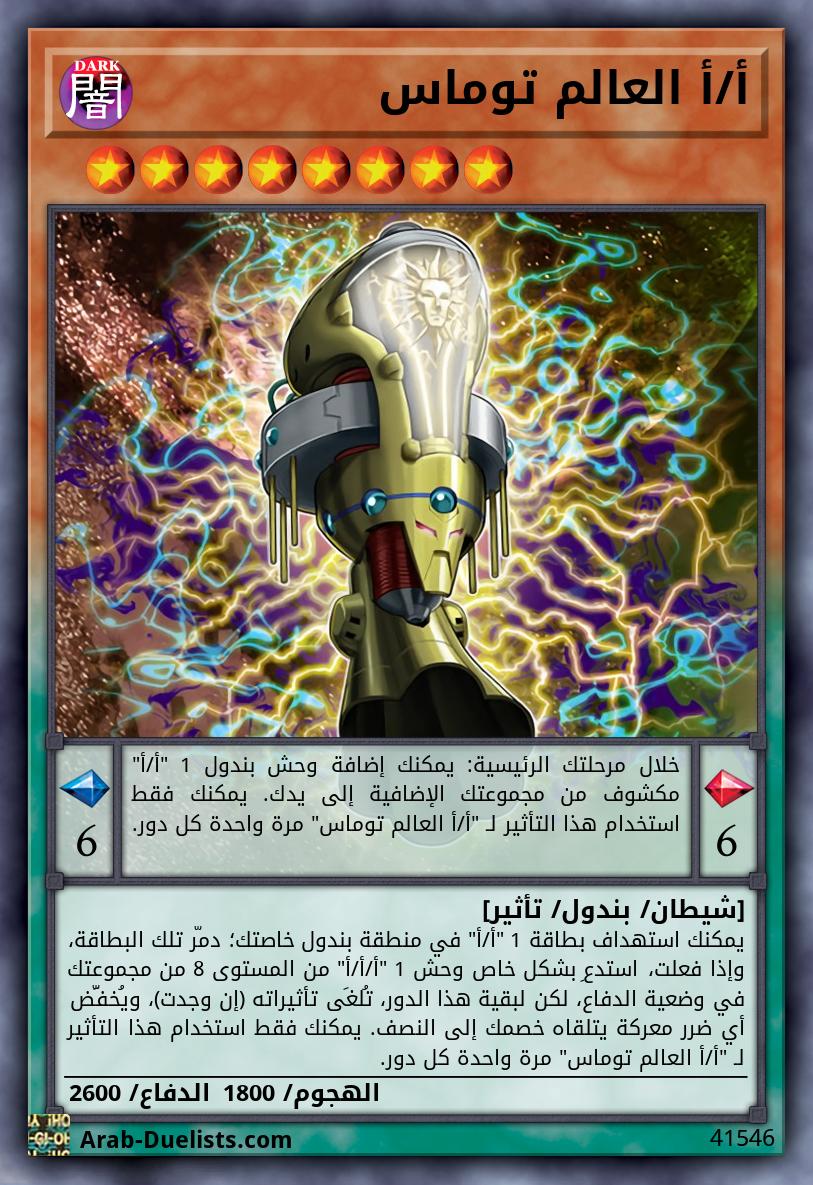 أ/أ العالم توماس
DARK
闇
خلال مرحلتك الرئيسية: يمكنك إضافة وحش بندول 1 "أ/أ"
مكشوف من مجموعتك الإضافية إلى يدك. يمكنك فقط
استخدام هذا التأثير لـ "أ/أ العالم توماس" مرة واحدة كل دور.
6
6
[شيطان/ بندول/ تأثير]
يمكنك استهداف بطاقة 1 "أ/أ" في منطقة بندول خاصتك؛ دمرّ تلك البطاقة،
وإذا فعلت، استدعِ بشكل خاص وحش 1 "أ/أ/أ" من المستوى 8 من مجموعتك
في وضعية الدفاع، لكن لبقية هذا الدور، تُلغَى تأثيراته (إن وجدت)، ويُخفّض
أي ضرر معركة يتلقاه خصمك إلى النصف. يمكنك فقط استخدام هذا التأثير
لـ "أ/أ العالم توماس" مرة واحدة كل دور.
الهجوم/ 1800 الدفاع/ 2600
Arab-Duelists.com
41546